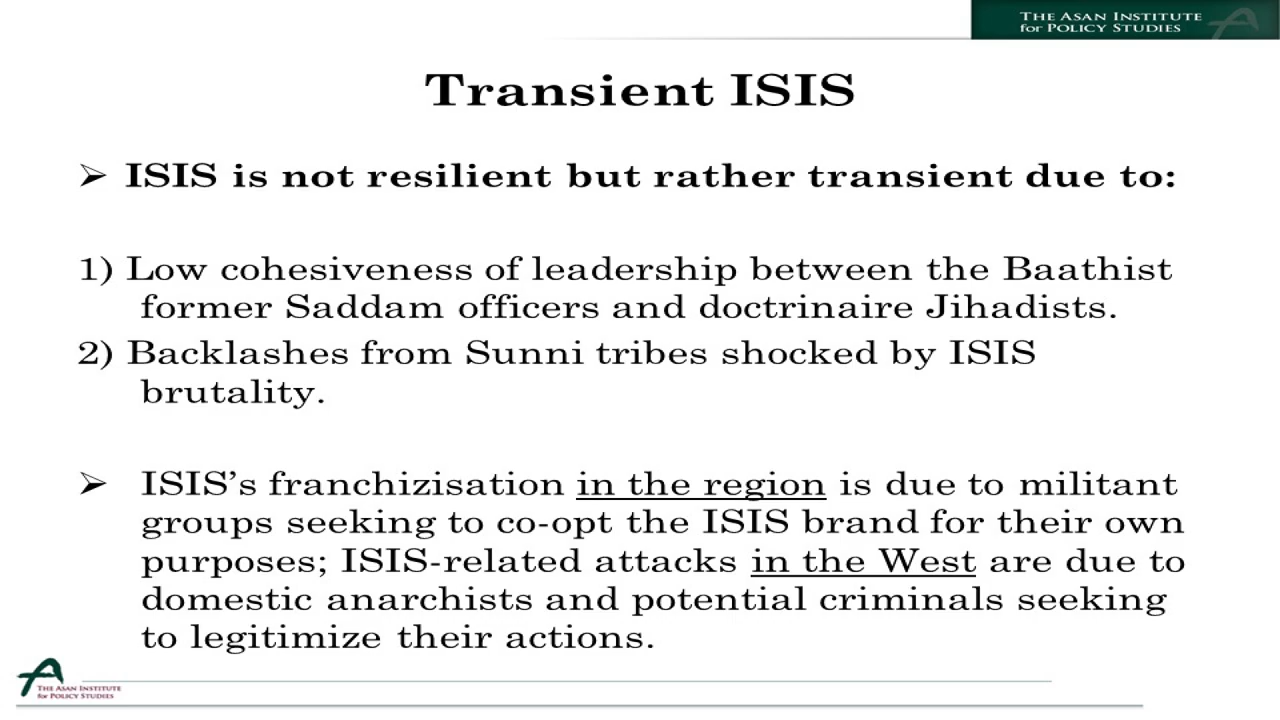 THE ASAN INSTITUTE
for POLICY STUDIES
Transient ISIS
➢ ISIS is not resilient but rather transient due to:
1) Low cohesiveness of leadership between the Baathist
former Saddam officers and doctrinaire Jihadists.
2) Backlashes from Sunni tribes shocked by ISIS
brutality.
➢ ISIS’s franchizisation in the region is due to militant
groups seeking to co-opt the ISIS brand for their own
purposes; ISIS-related attacks in the West are due to
domestic anarchists and potential criminals seeking
to legitimize their actions.
THE ASAN INSTITUTE
for POLICY STUDIES